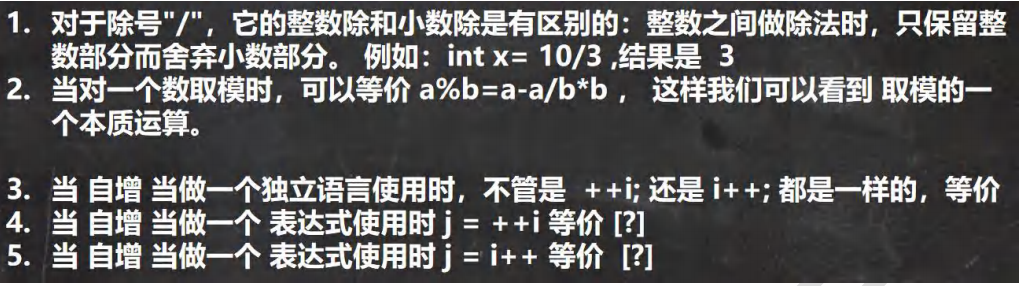 1. 对于除号"/"，它的整数除和小数除是有区别的：整数之间做除法时，只保留整
数部分而舍弃小数部分。 例如：int x= 10/3 ,结果是 3
2. 当对一个数取模时，可以等价 a%b=a-a/b*b ， 这样我们可以看到 取模的一
个本质运算。
3. 当 自增 当做一个独立语言使用时，不管是 ++i; 还是 i++; 都是一样的，等价
4. 当 自增 当做一个 表达式使用时 j = ++i 等价 [?]
5. 当 自增 当做一个 表达式使用时 j = i++ 等价 [?]